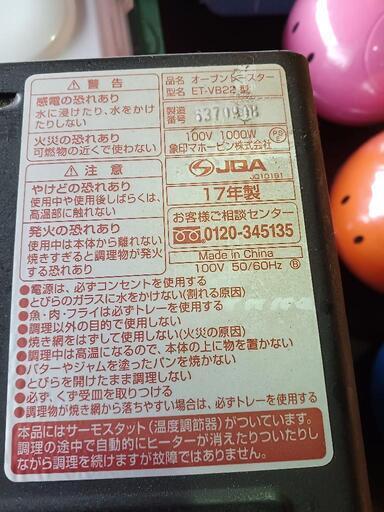 ⚠ 警告
感電の恐れあり
水に浸けたり、水をかけ
たりしない
火災の恐れあり
可燃物の近くで使わない
⚠ 注意
やけどの恐れあり
使用中や使用後しばらくは、
高温部に触れない
発火の恐れあり
使用中は本体から離れない
焼きすぎると調理物が発火
することあり
品名 オーブントースター
型名 ET-VB22 型
製造番号
100V 1000W
PSE
象印マホービン株式会社
JQA
JQ10191
17年製
お客様ご相談センター
0120-345135
Made in China
100V 50/60Hz Ⓑ
●電源は、必ずコンセントを使用する
●とびらのガラスに水をかけない(割れる原因)
●魚・肉・フライは必ずトレーを使用する
●調理以外の目的で使用しない
●焼き網をはずして使用しない(火災の原因)
●調理中は高温になるので、本体の上に物を置かない
●バターやジャムを塗ったパンを焼かない
●とびらを開けたまま調理しない
●必ず、くず受皿を取りつける
●調理物が焼き網から落ちやすい場合は、必ずトレーを使用する
本品にはサーモスタット(温度調節器)がついています。
調理の途中で自動的にヒーターが消えたりついたりし
ながら調理を続けますが故障ではありません。